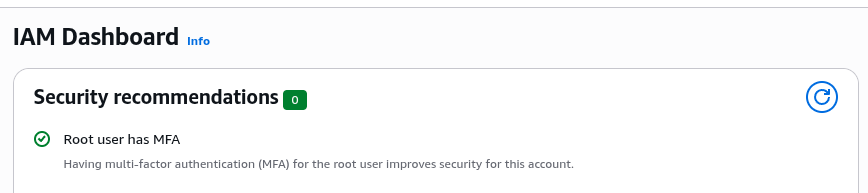 IAM Dashboard Info
Security recommendations 0
Root user has MFA
Having multi-factor authentication (MFA) for the root user improves security for this account.